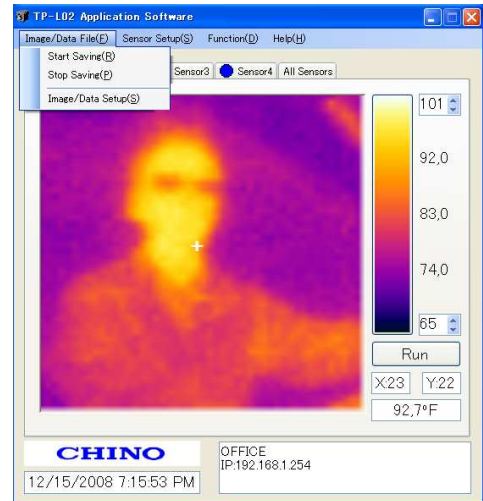 TP-L02 Application Software
Image/Data File(F) Sensor Setup(S) Function(D) Help(H)
Start Saving(R)
Stop Saving(P)
Image/Data Setup(S)
Sensor3 Sensor4 All Sensors
101
92,0
83,0
74,0
65
Run
X:23 Y:22
92,7°F
CHINO
12/15/2008 7:15:53 PM
OFFICE
IP:192.168.1.254